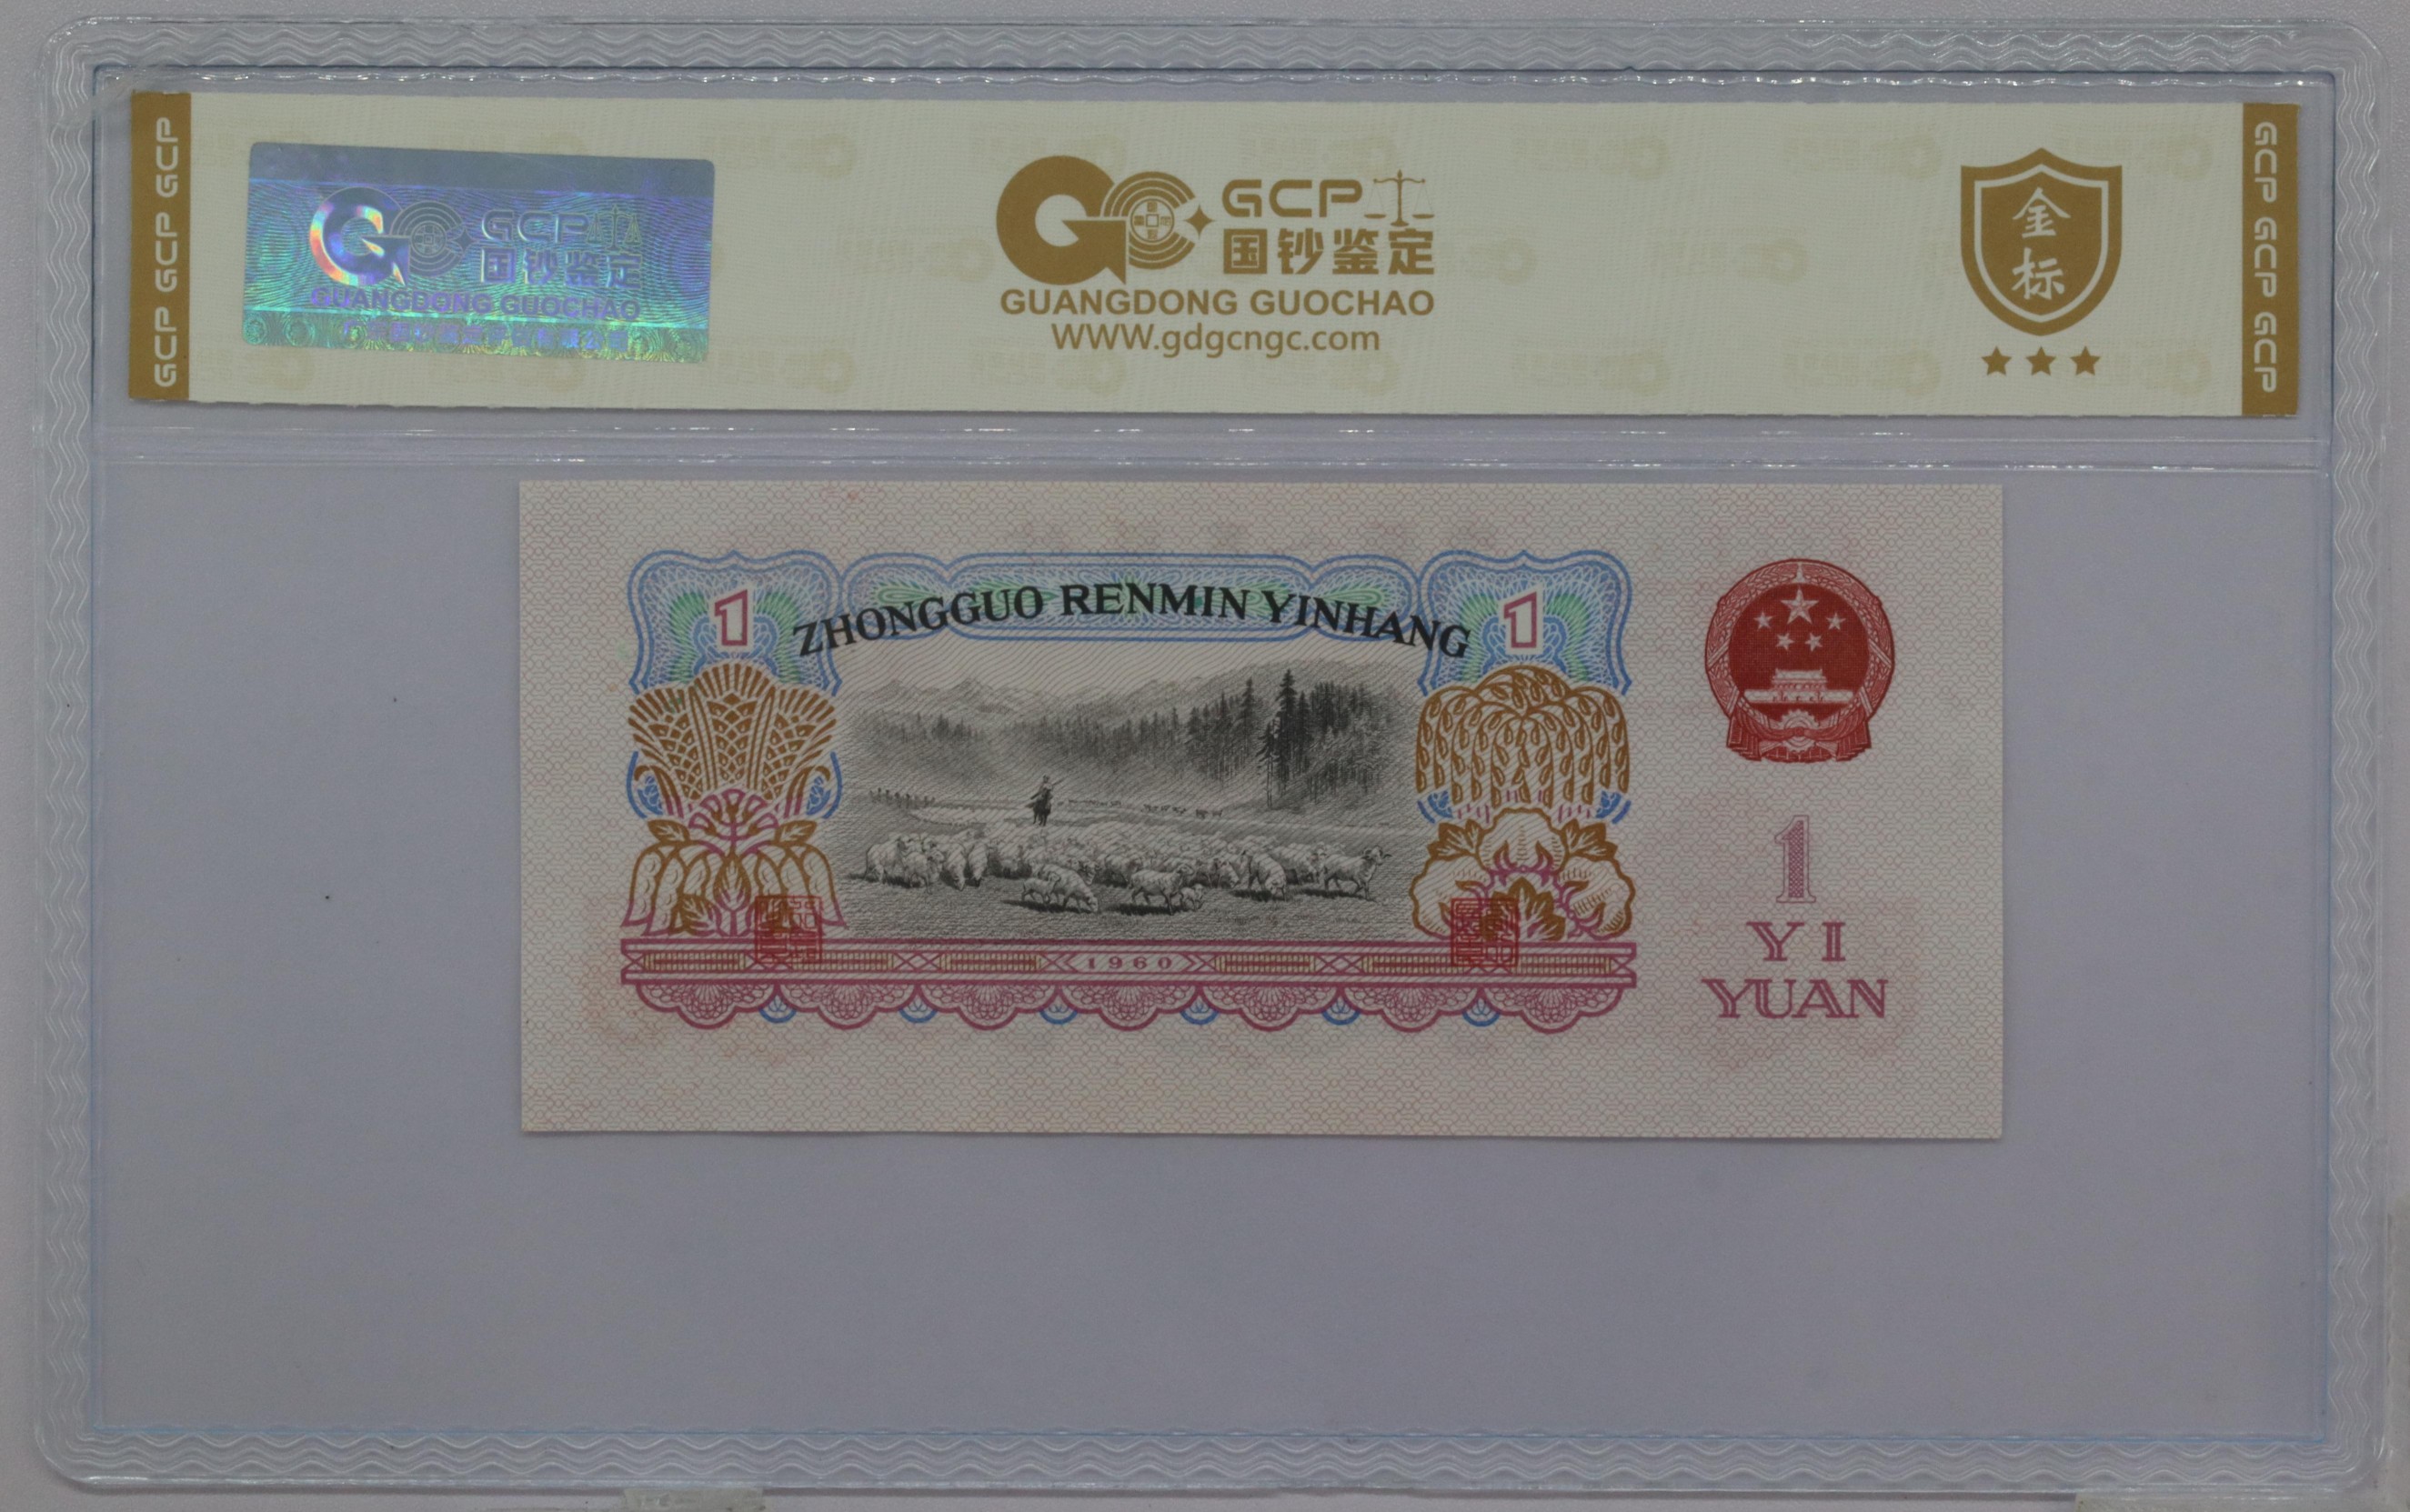 GCP GCP GCP
GCP
国钞鉴定
GUANGDONG GUOCHAO
GCP
国钞鉴定
GUANGDONG GUOCHAO
WWW.gdgcngc.com
金
标
GCP GCP GCP
1
ZHONGGUO RENMIN YINHANG
1
1960
1
YI
YUAN